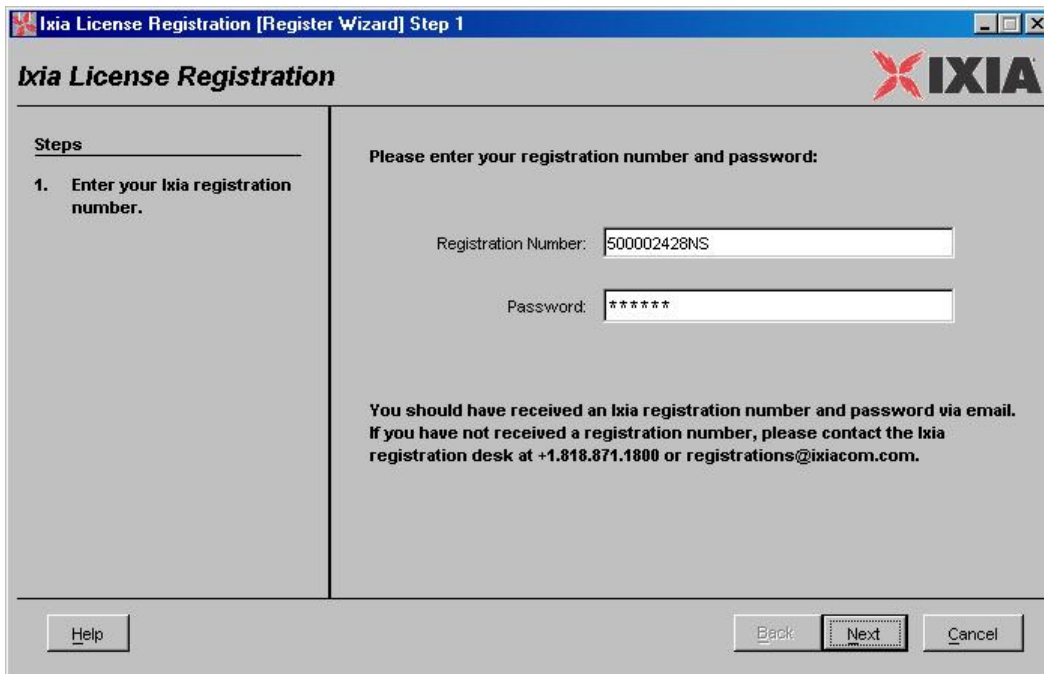 Ixia License Registration [Register Wizard] Step 1
Ixia License Registration
IXIA
Steps
1. Enter your Ixia registration
number.
Please enter your registration number and password:
Registration Number: 500002428NS
Password: ******
You should have received an Ixia registration number and password via email.
If you have not received a registration number, please contact the Ixia
registration desk at +1.818.871.1800 or registrations@ixiacom.com.
Help
Back
Next
Cancel